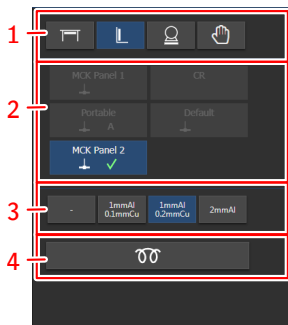 1
2
MCK Panel 1
CR
Portable
A
Default
MCK Panel 2
3
-
1mmAl
0.1mmCu
1mmAl
0.2mmCu
2mmAl
4